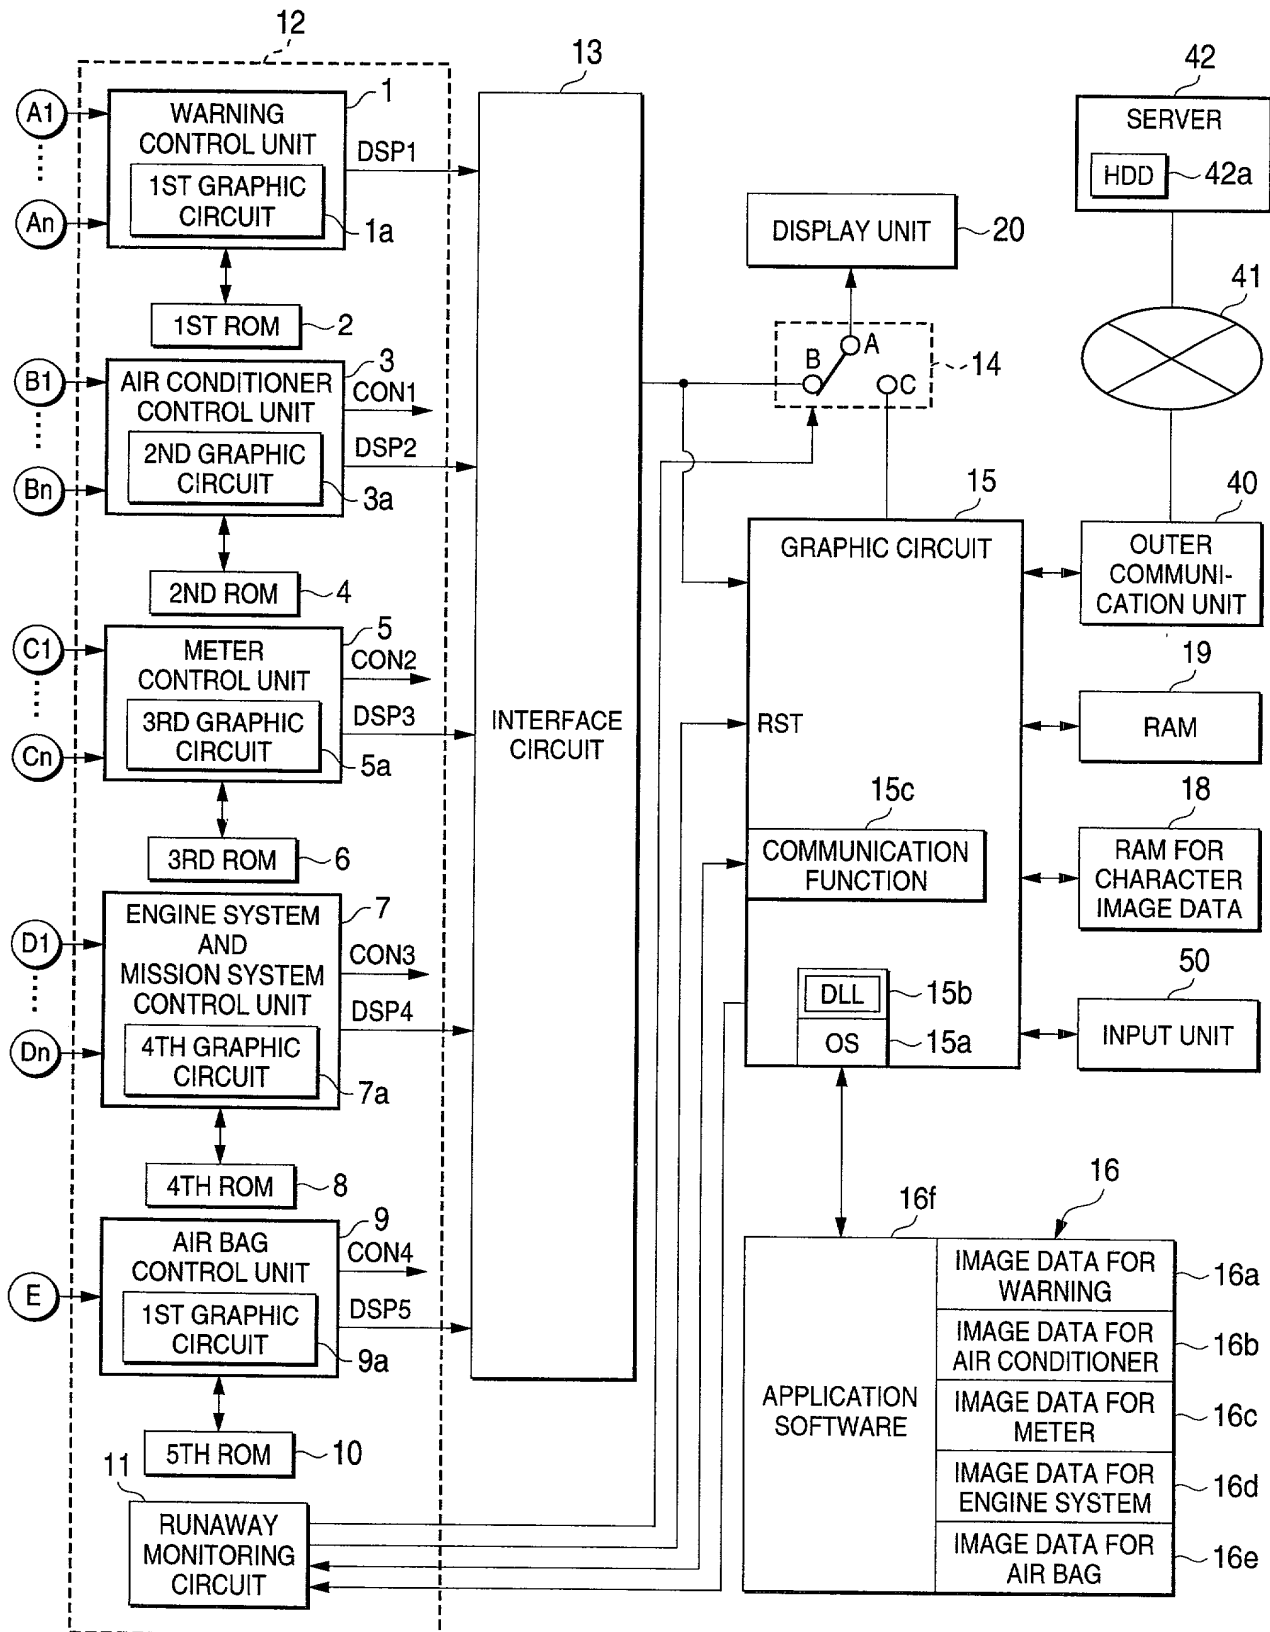 12
13
42
A1
An
WARNING
CONTROL UNIT
1
1ST GRAPHIC
CIRCUIT
1a
DSP1
SERVER
HDD
42a
DISPLAY UNIT
20
1ST ROM
2
41
B1
Bn
AIR CONDITIONER
CONTROL UNIT
3
CON1
2ND GRAPHIC
CIRCUIT
3a
DSP2
A
B
C
14
2ND ROM
4
15
GRAPHIC CIRCUIT
40
OUTER
COMMUNI-
CATION UNIT
C1
Cn
METER
CONTROL UNIT
5
CON2
3RD GRAPHIC
CIRCUIT
5a
DSP3
INTERFACE
CIRCUIT
RST
19
RAM
3RD ROM
6
15c
COMMUNICATION
FUNCTION
18
RAM FOR
CHARACTER
IMAGE DATA
D1
Dn
ENGINE SYSTEM
AND
MISSION SYSTEM
CONTROL UNIT
7
CON3
4TH GRAPHIC
CIRCUIT
7a
DSP4
DLL
15b
OS
15a
50
INPUT UNIT
4TH ROM
8
E
AIR BAG
CONTROL UNIT
9
CON4
1ST GRAPHIC
CIRCUIT
9a
DSP5
5TH ROM
10
11
RUNAWAY
MONITORING
CIRCUIT
16f
16
APPLICATION
SOFTWARE
IMAGE DATA FOR
WARNING
16a
IMAGE DATA FOR
AIR CONDITIONER
16b
IMAGE DATA FOR
METER
16c
IMAGE DATA FOR
ENGINE SYSTEM
16d
IMAGE DATA FOR
AIR BAG
16e